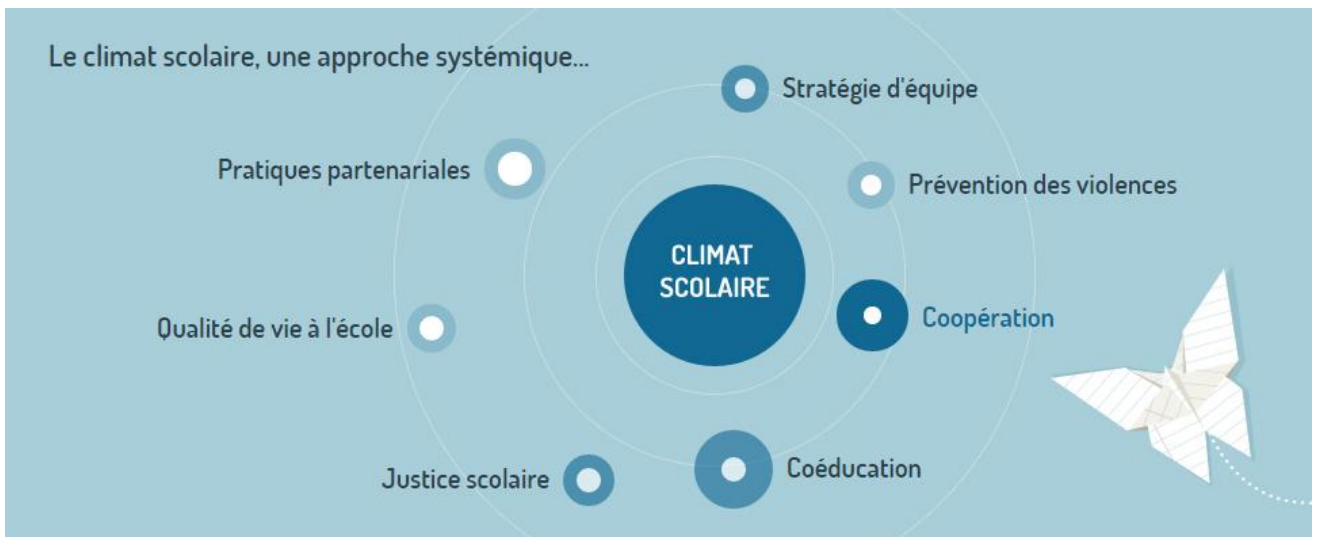 Le climat scolaire, une approche systémique...
Stratégie d'équipe
Pratiques partenariales
Prévention des violences
CLIMAT
SCOLAIRE
Coopération
Qualité de vie à l'école
Coéducation
Justice scolaire